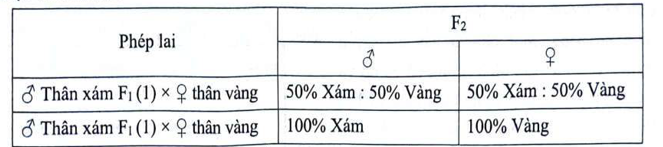 Phép lai F₂
♂ ♀
♂ Thân xám F₁ (1) × ♀ thân vàng 50% Xám : 50% Vàng 50% Xám : 50% Vàng
♂ Thân xám F₁ (1) × ♀ thân vàng 100% Xám 100% Vàng